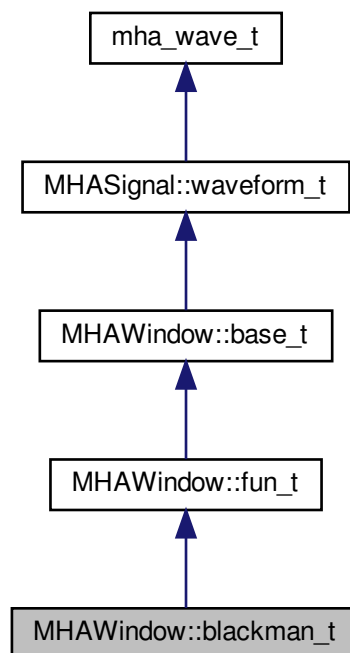 mha_wave_t
MHASignal::waveform_t
MHAWindow::base_t
MHAWindow::fun_t
MHAWindow::blackman_t